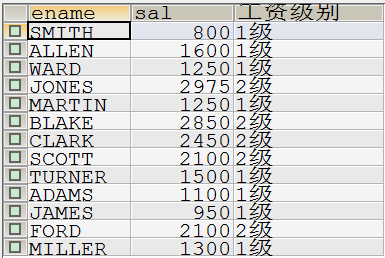 ename sal 工资级别
SMITH 800 1级
ALLEN 1600 1级
WARD 1250 1级
JONES 2975 2级
MARTIN 1250 1级
BLAKE 2850 2级
CLARK 2450 2级
SCOTT 2100 2级
TURNER 1500 1级
ADAMS 1100 1级
JAMES 950 1级
FORD 2100 2级
MILLER 1300 1级